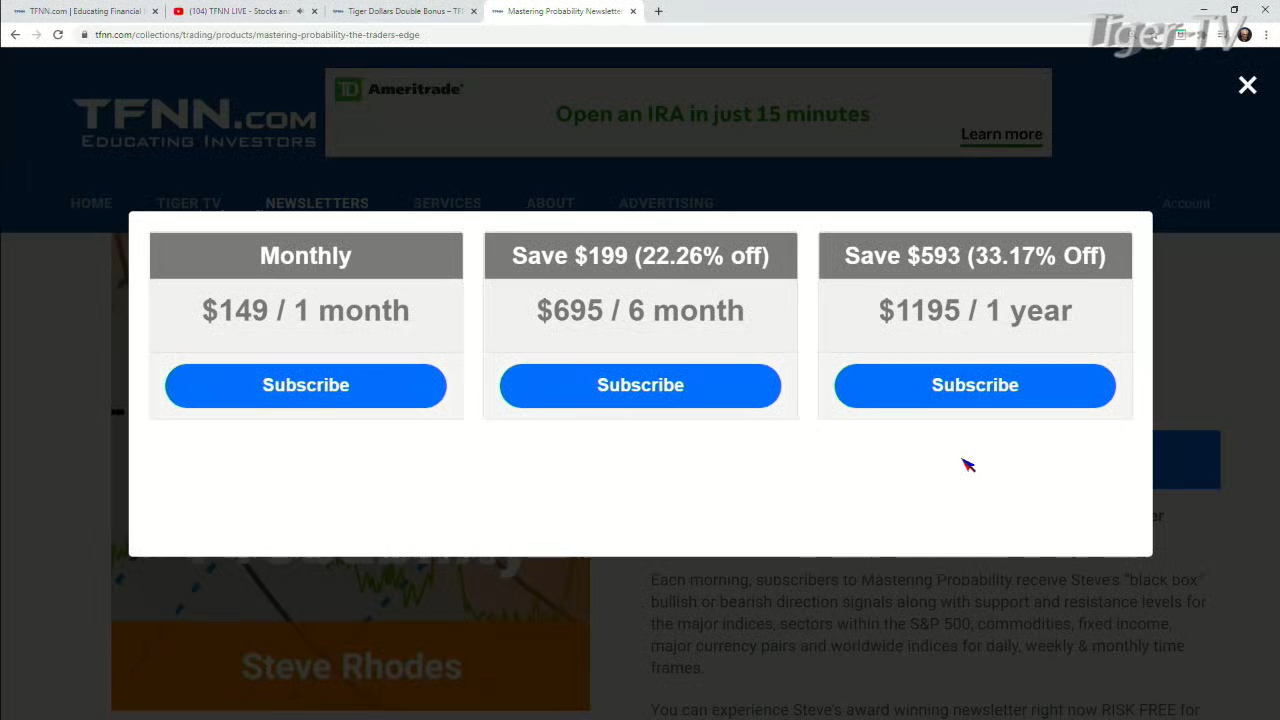 TFNN.com | Educating Financial I
(104) TFNN LIVE - Stocks and
Tiger Dollars Double Bonus – TF
Mastering Probability Newsletter
tfnn.com/collections/trading/products/mastering-probability-the-traders-edge
Tiger-TV
TFNN.COM
EDUCATING INVESTORS
TD Ameritrade
Open an IRA in just 15 minutes
Learn more
HOME TIGER TV NEWSLETTERS SERVICES ABOUT ADVERTISING Account
Monthly
$149 / 1 month
Subscribe
Save $199 (22.26% off)
$695 / 6 month
Subscribe
Save $593 (33.17% Off)
$1195 / 1 year
Subscribe
Steve Rhodes
Each morning, subscribers to Mastering Probability receive Steve's "black box"
bullish or bearish direction signals along with support and resistance levels for
the major indices, sectors within the S&P 500, commodities, fixed income,
major currency pairs and worldwide indices for daily, weekly & monthly time
frames.
You can experience Steve's award winning newsletter right now RISK FREE for